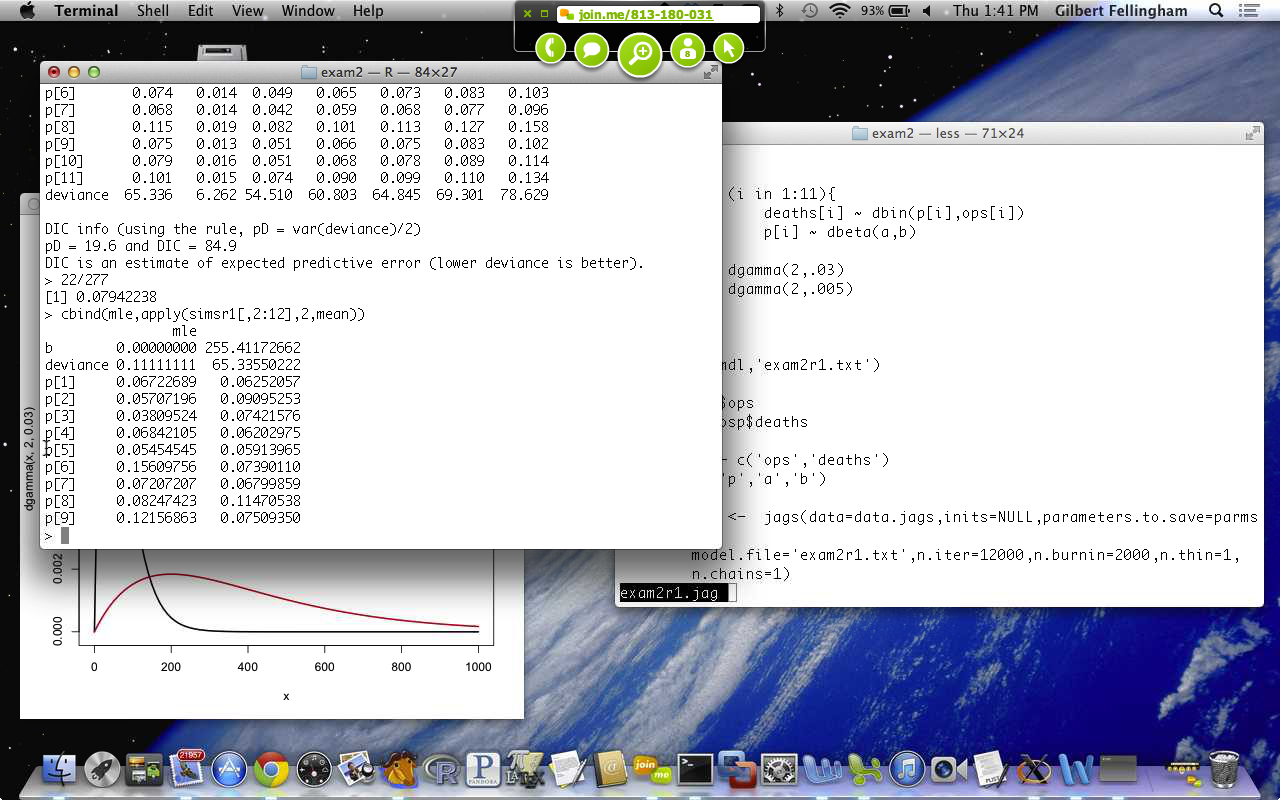 Terminal Shell Edit View Window Help
join.me/813-180-031
93% Thu 1:41 PM Gilbert Fellingham
exam2 — R — 84×27
p[6] 0.074 0.014 0.049 0.065 0.073 0.083 0.103
p[7] 0.068 0.014 0.042 0.059 0.068 0.077 0.096
p[8] 0.115 0.019 0.082 0.101 0.113 0.127 0.158
p[9] 0.075 0.013 0.051 0.066 0.075 0.083 0.102
p[10] 0.079 0.016 0.051 0.068 0.078 0.089 0.114
p[11] 0.101 0.015 0.074 0.090 0.099 0.110 0.134
deviance 65.336 6.262 54.510 60.803 64.845 69.301 78.629
DIC info (using the rule, pD = var(deviance)/2)
pD = 19.6 and DIC = 84.9
DIC is an estimate of expected predictive error (lower deviance is better).
> 22/277
[1] 0.07942238
> cbind(mle,apply(simsr1[,2:12],2,mean))
mle
b 0.00000000 255.41172662
deviance 0.11111111 65.33550222
p[1] 0.06722689 0.06252057
p[2] 0.05707196 0.09095253
p[3] 0.03809524 0.07421576
p[4] 0.06842105 0.06202975
p[5] 0.05454545 0.05913965
p[6] 0.15609756 0.07390110
p[7] 0.07207207 0.06799859
p[8] 0.08247423 0.11470538
p[9] 0.12156863 0.07509350
>
exam2 — less — 71×24
(i in 1:11){
deaths[i] ~ dbin(p[i],ops[i])
p[i] ~ dbeta(a,b)
dgamma(2,.03)
dgamma(2,.005)
mdl,'exam2r1.txt')
$ops
osp$deaths
- c('ops','deaths')
'p','a','b')
<- jags(data=data.jags,inits=NULL,parameters.to.save=parms
model.file='exam2r1.txt',n.iter=12000,n.burnin=2000,n.thin=1,
n.chains=1)
exam2r1.jag
dgamma(x, 2, 0.03)
0.002
0.000
0 200 400 600 800 1000
x
21957
PANDORA
join me